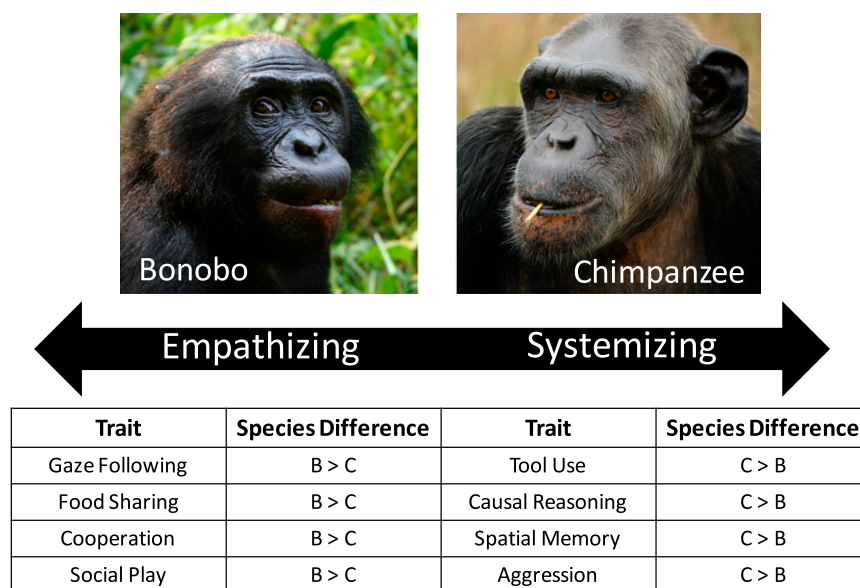 Bonobo
Chimpanzee
Empathizing Systemizing
Trait Species Difference Trait Species Difference
Gaze Following B > C Tool Use C > B
Food Sharing B > C Causal Reasoning C > B
Cooperation B > C Spatial Memory C > B
Social Play B > C Aggression C > B